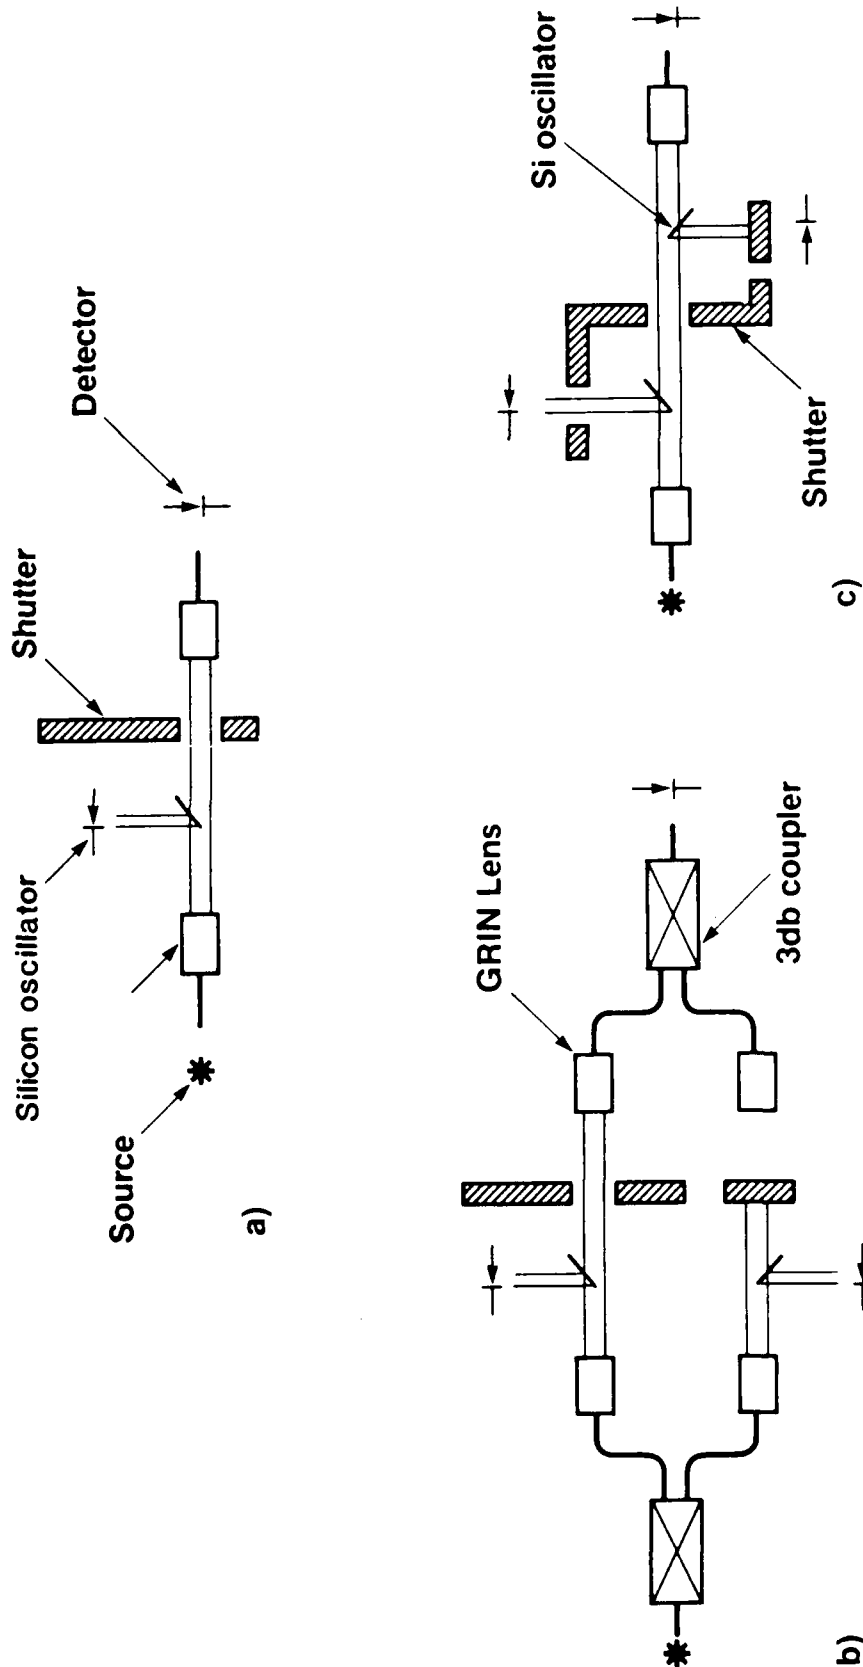 Silicon oscillator
Shutter
Detector
Source
a)
GRIN Lens
3db coupler
b)
Si oscillator
Shutter
c)